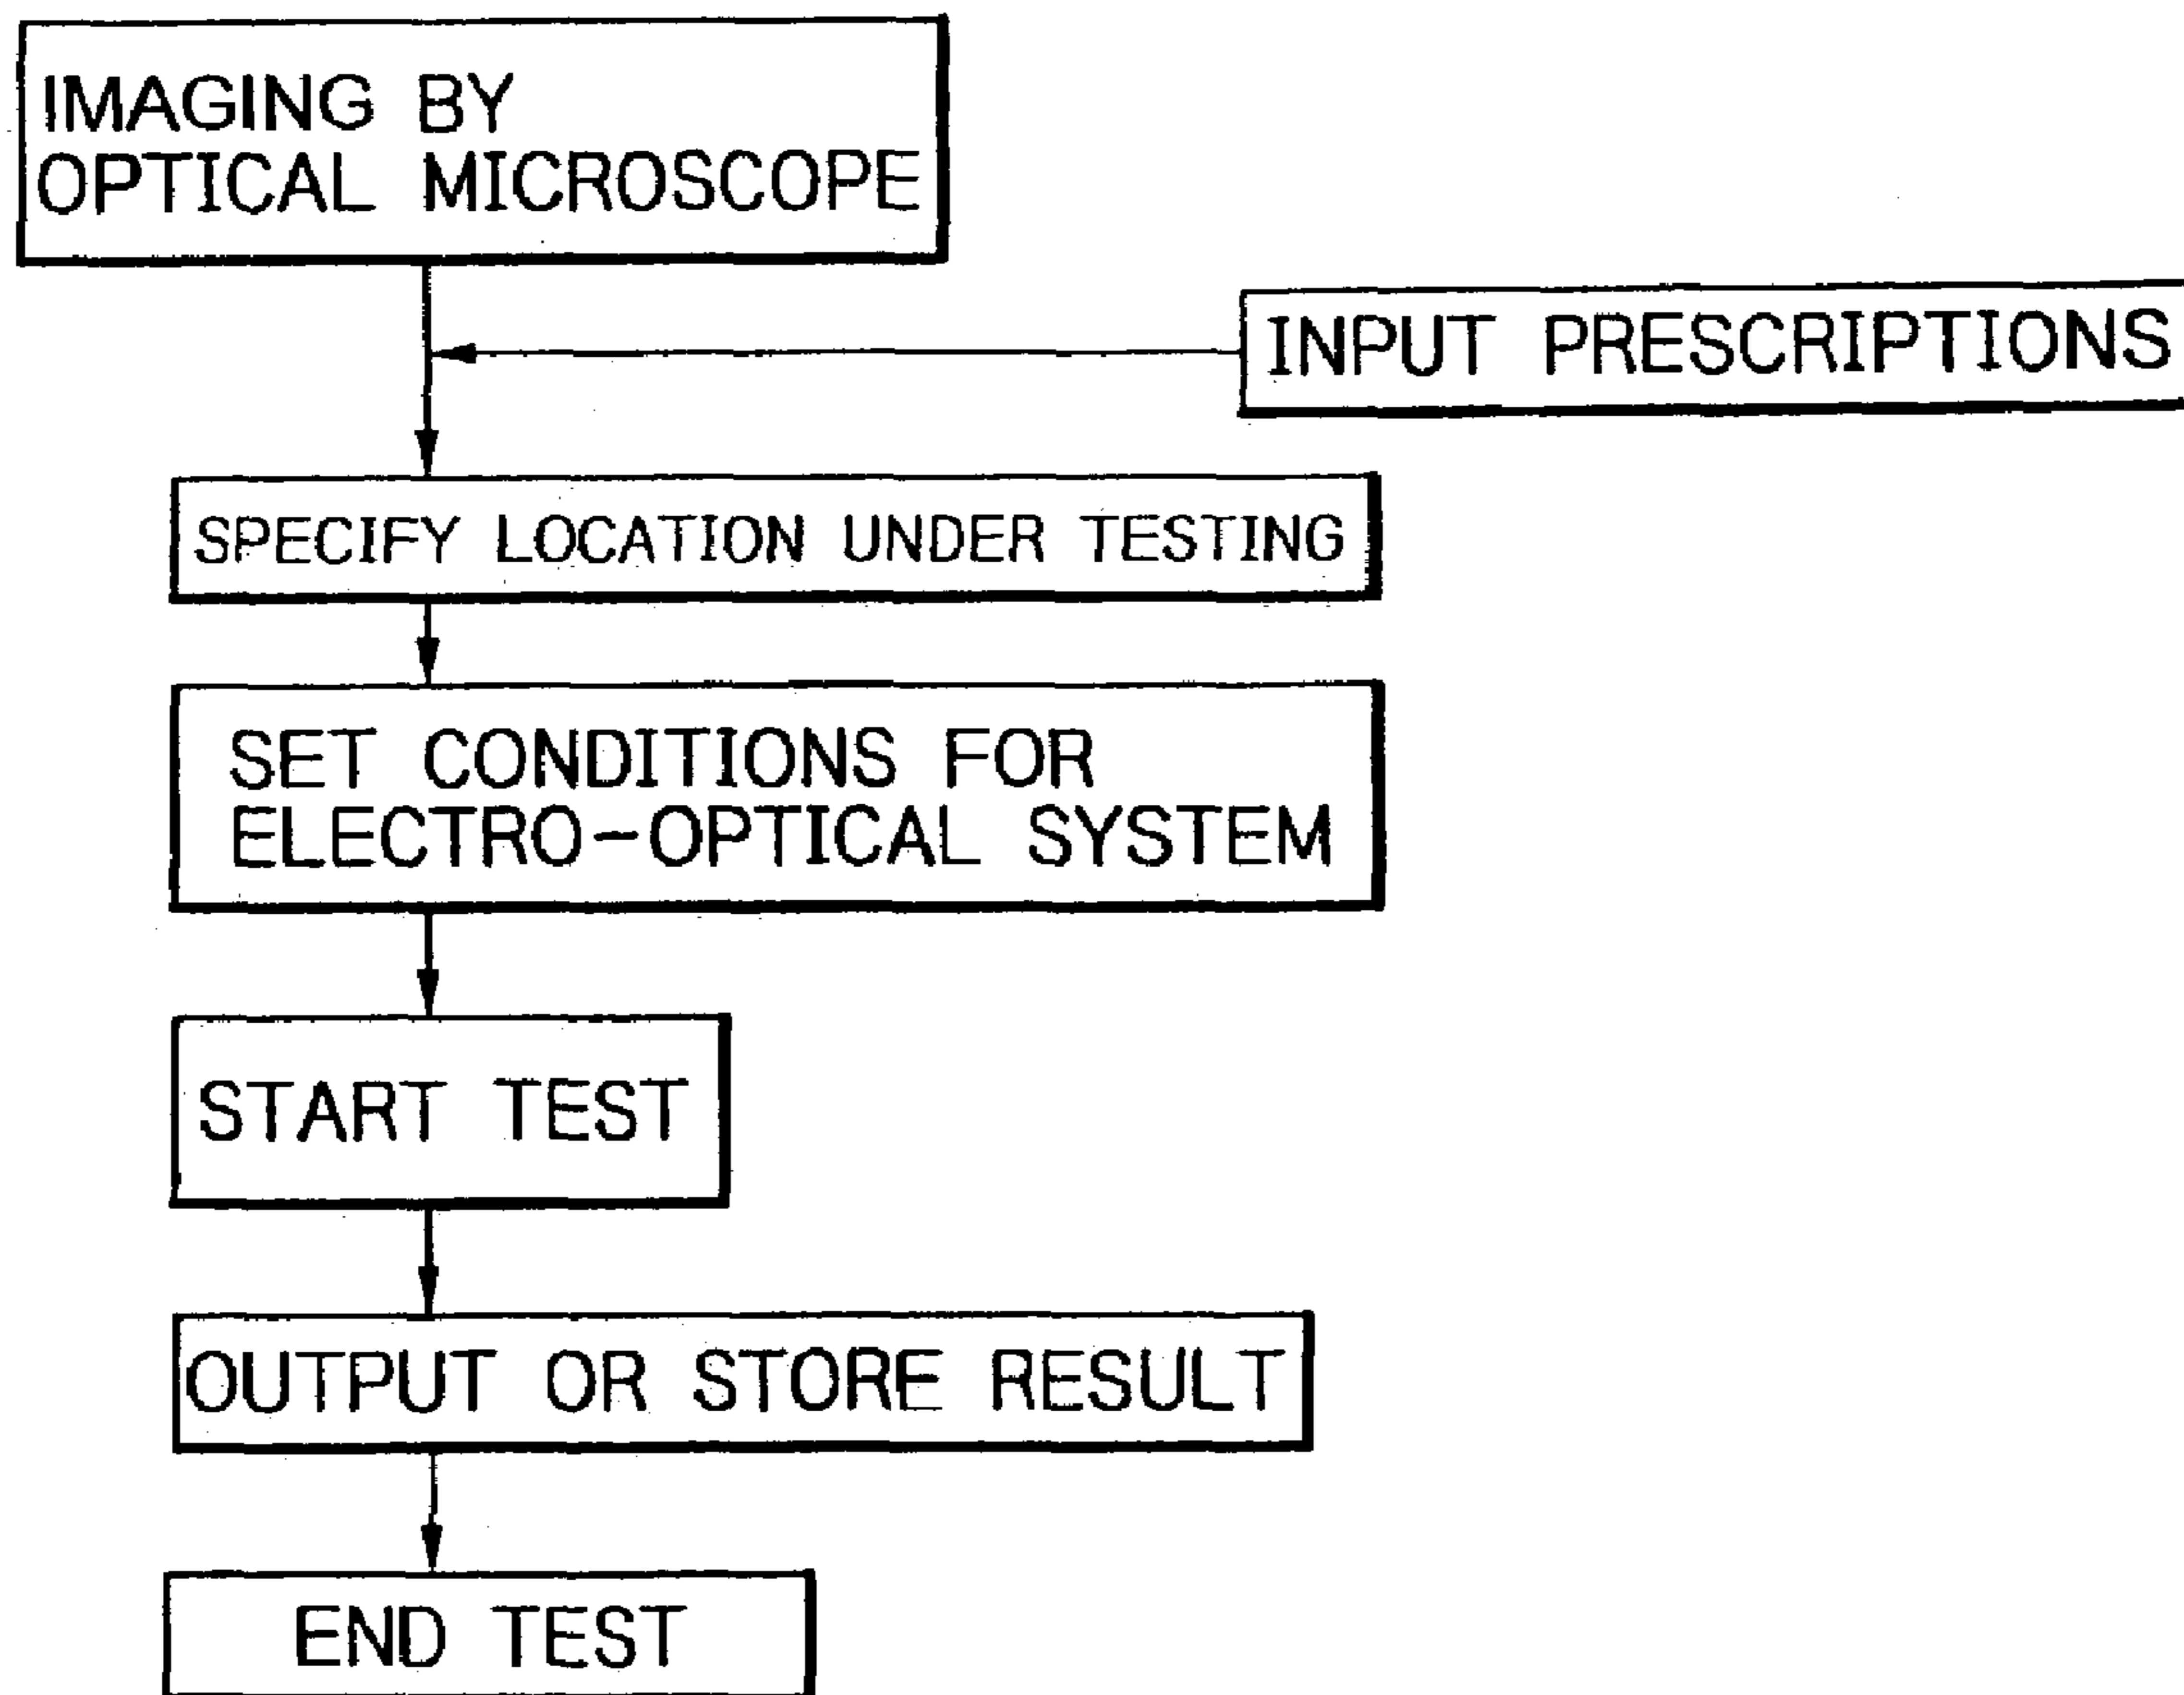 IMAGING BY
OPTICAL MICROSCOPE
INPUT PRESCRIPTIONS
SPECIFY LOCATION UNDER TESTING
SET CONDITIONS FOR
ELECTRO-OPTICAL SYSTEM
START TEST
OUTPUT OR STORE RESULT
END TEST